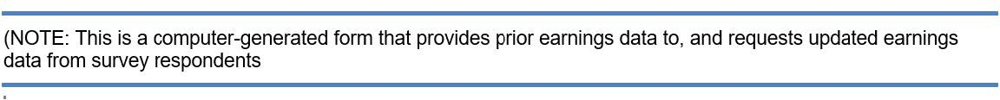 (NOTE: This is a computer-generated form that provides prior earnings data to, and requests updated earnings
data from survey respondents